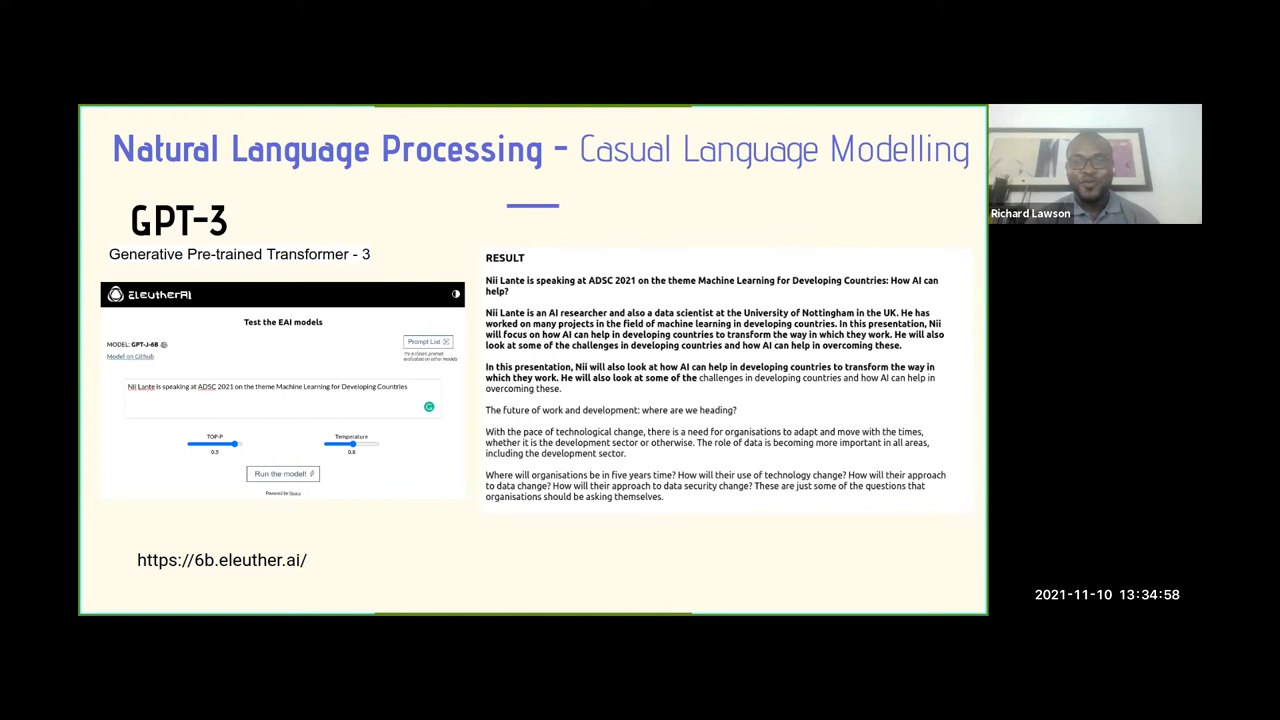 Natural Language Processing - Casual Language Modelling
GPT-3
Generative Pre-trained Transformer - 3
EleutherAI
Test the EAI models
MODEL: GPT-J-6B
Model on Github
Prompt List
Try a classic prompt
evaluated on other models
Nii Lante is speaking at ADSC 2021 on the theme Machine Learning for Developing Countries
TOP-P
0.9
Temperature
0.8
Run the model!
Powered by
https://6b.eleuther.ai/
RESULT
Nii Lante is speaking at ADSC 2021 on the theme Machine Learning for Developing Countries: How AI can
help?
Nii Lante is an AI researcher and also a data scientist at the University of Nottingham in the UK. He has
worked on many projects in the field of machine learning in developing countries. In this presentation, Nii
will focus on how AI can help in developing countries to transform the way in which they work. He will also
look at some of the challenges in developing countries and how AI can help in overcoming these.
In this presentation, Nii will also look at how AI can help in developing countries to transform the way in
which they work. He will also look at some of the challenges in developing countries and how AI can help in
overcoming these.
The future of work and development: where are we heading?
With the pace of technological change, there is a need for organisations to adapt and move with the times,
whether it is the development sector or otherwise. The role of data is becoming more important in all areas,
including the development sector.
Where will organisations be in five years time? How will their use of technology change? How will their approach
to data change? How will their approach to data security change? These are just some of the questions that
organisations should be asking themselves.
Richard Lawson
2021-11-10 13:34:58